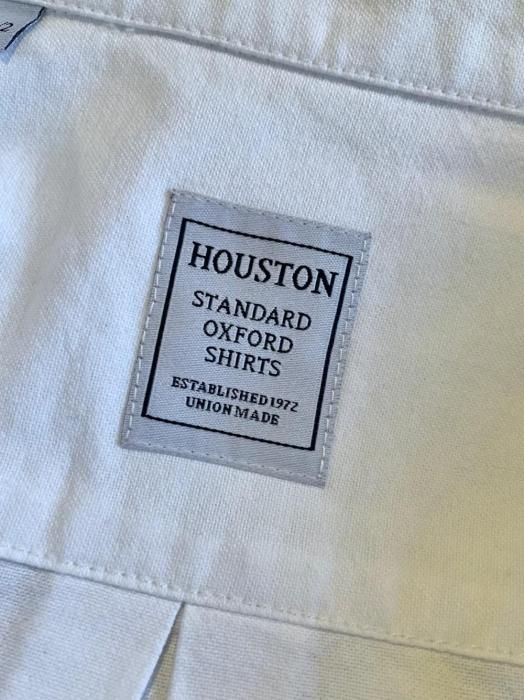 HOUSTON
STANDARD
OXFORD
SHIRTS
ESTABLISHED 1972
UNION MADE